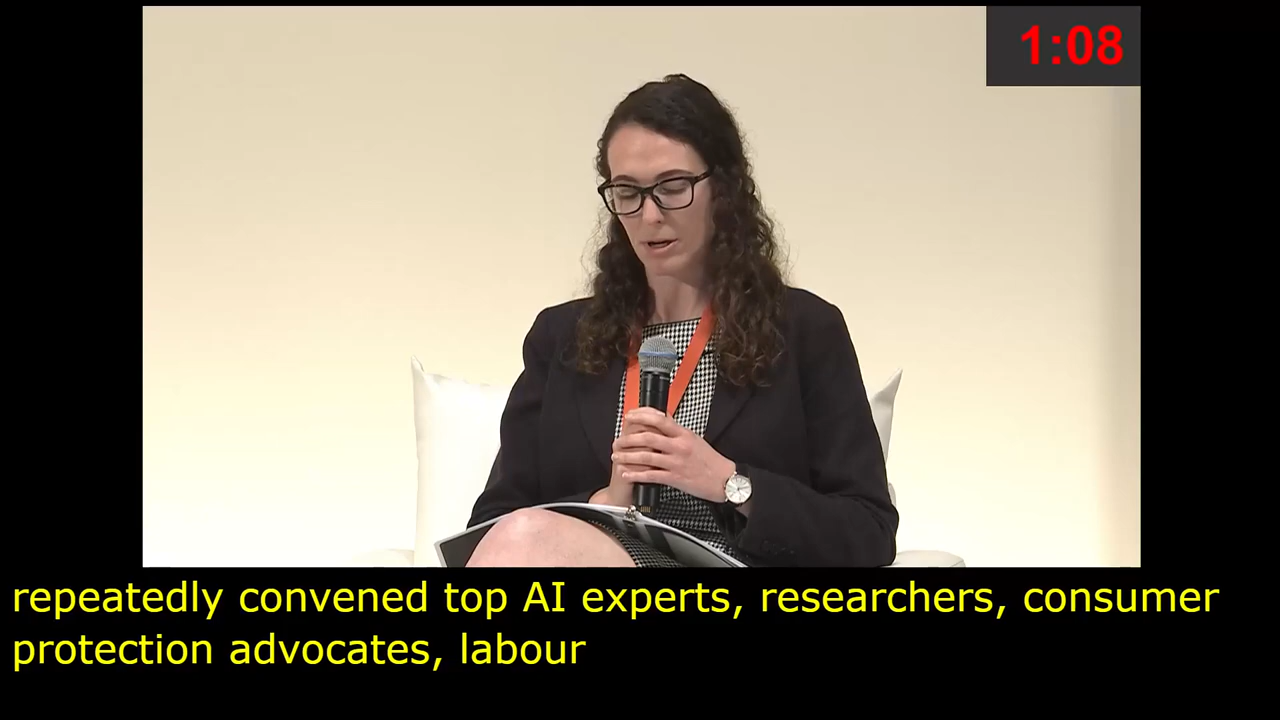 1:08
repeatedly convened top AI experts, researchers, consumer
protection advocates, labour